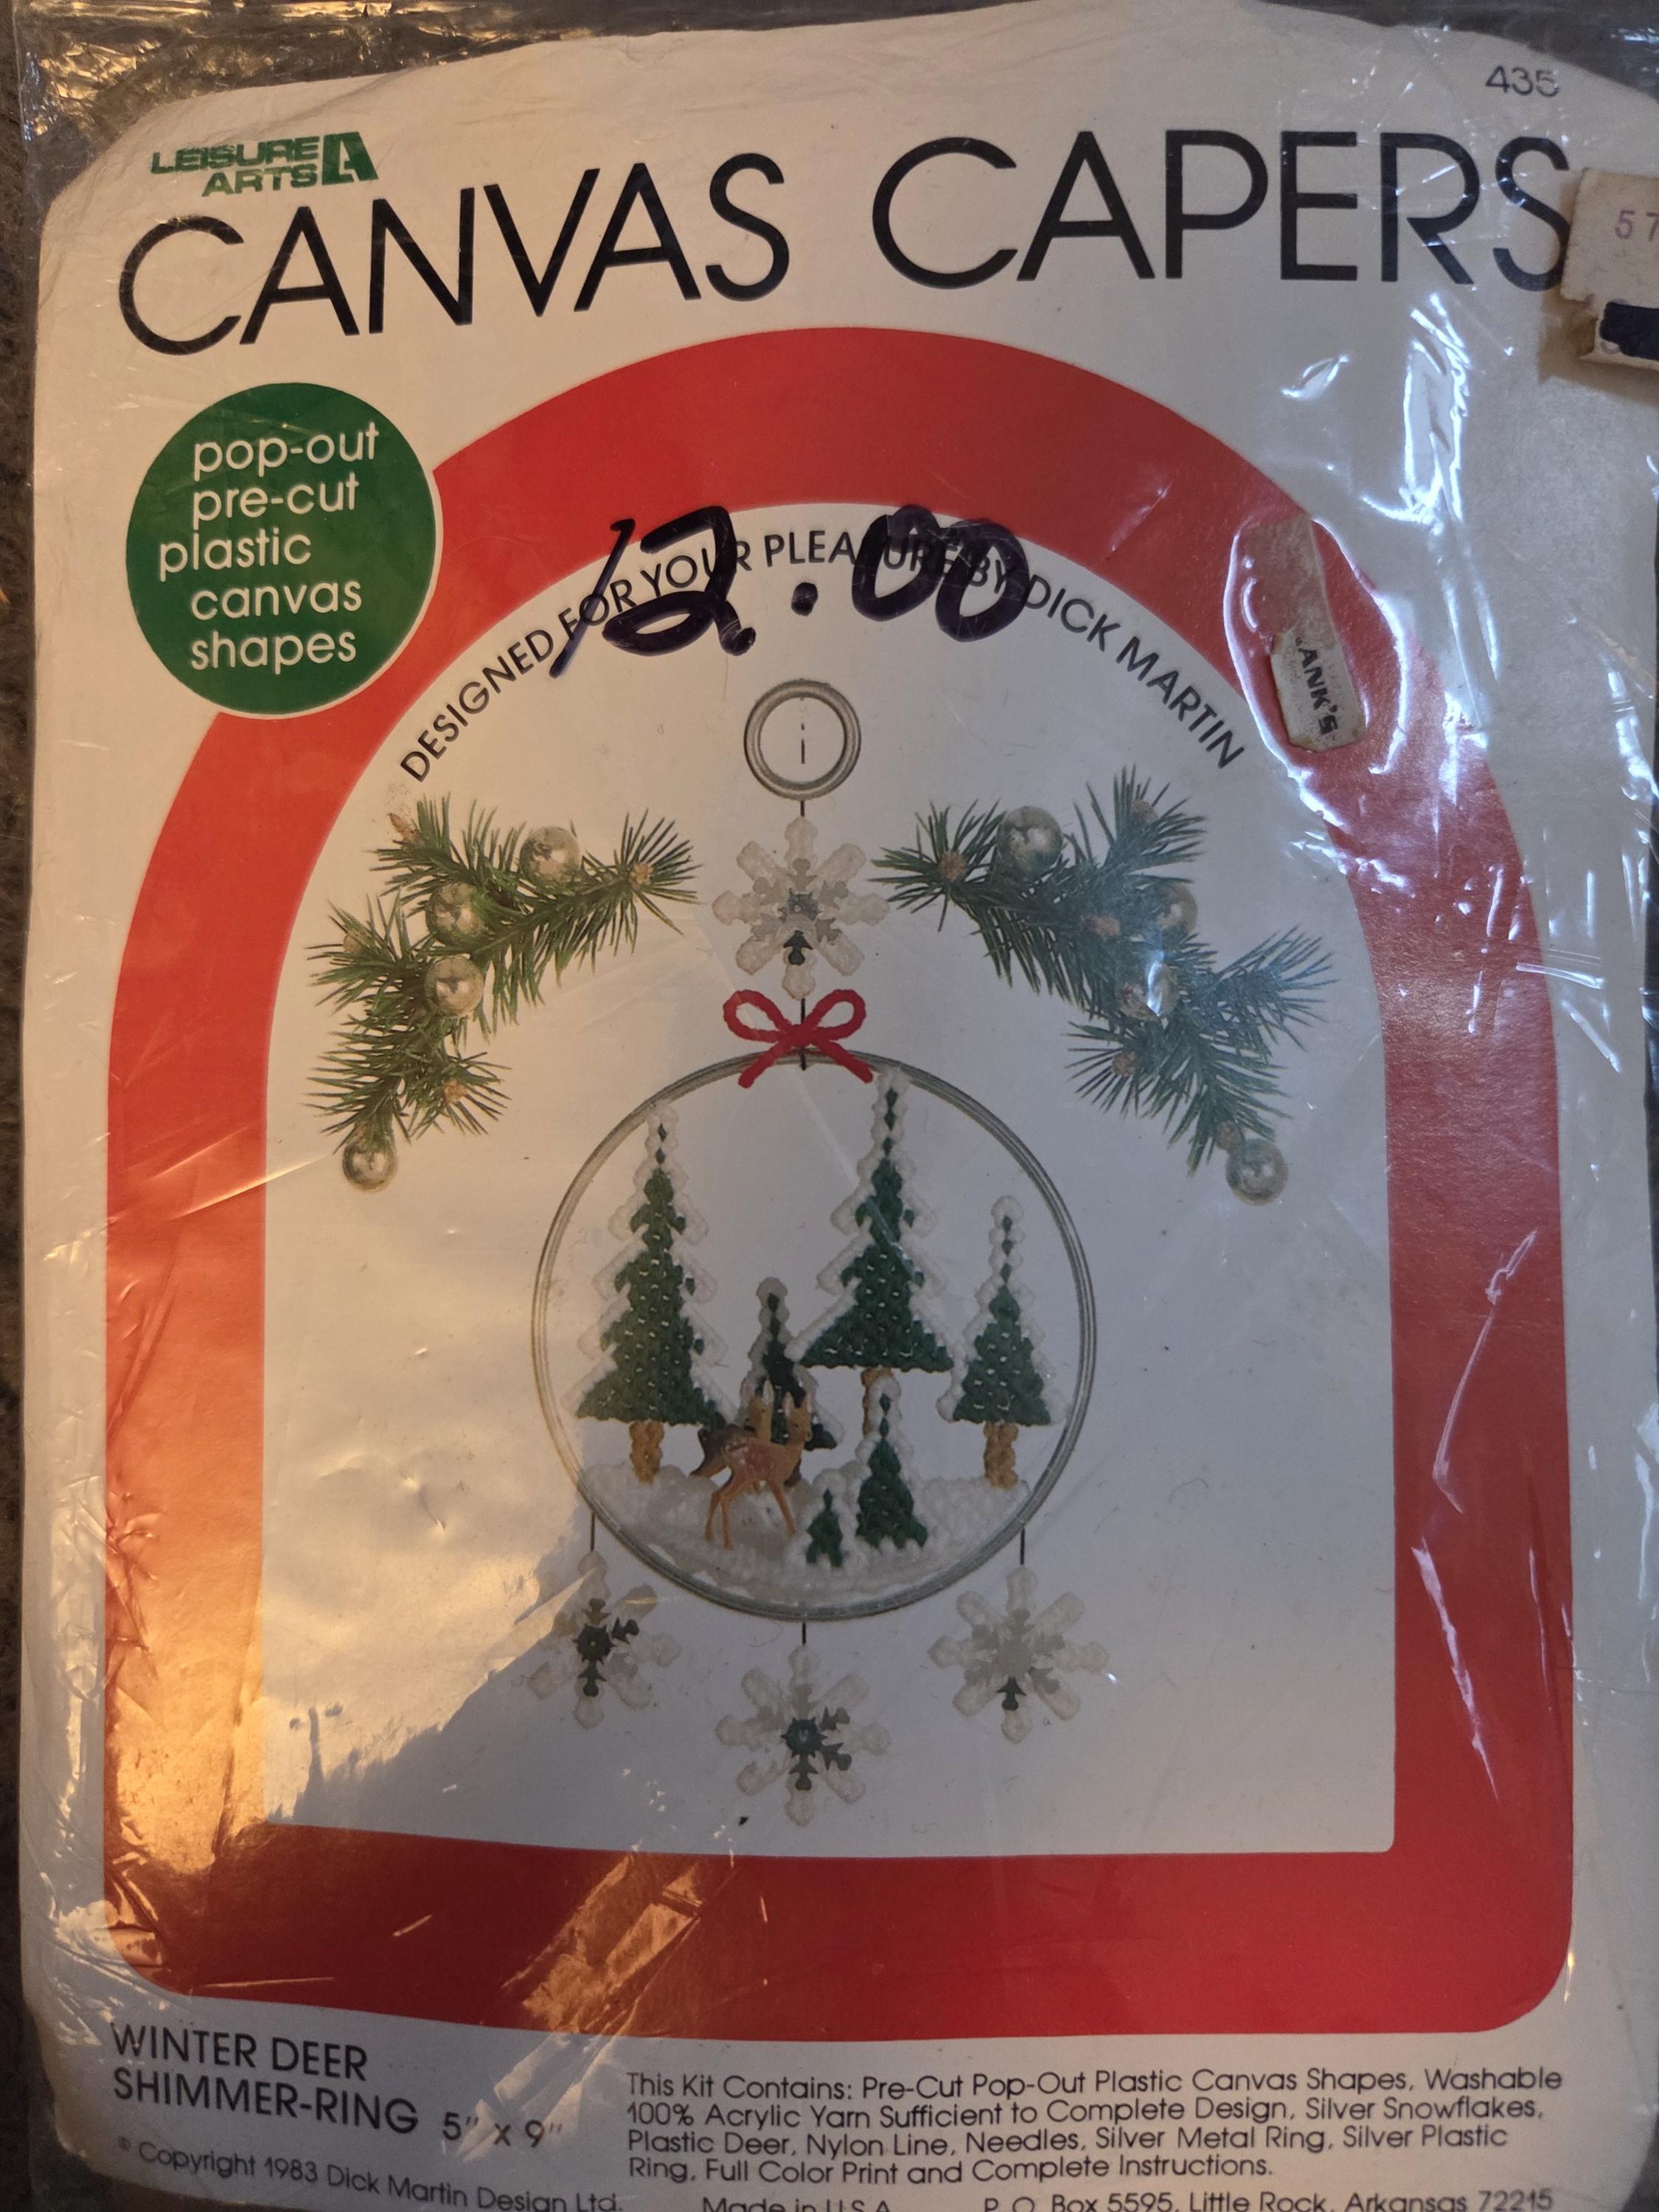 435
LEISURE
ARTS
CANVAS CAPERS
57
pop-out
pre-cut
plastic
canvas
shapes
12.00
DESIGNED FOR YOUR PLEASURE BY DICK MARTIN
ANK'S
WINTER DEER
SHIMMER-RING 5" x 9"
© Copyright 1983 Dick Martin Design Ltd.
This Kit Contains: Pre-Cut Pop-Out Plastic Canvas Shapes, Washable
100% Acrylic Yarn Sufficient to Complete Design, Silver Snowflakes,
Plastic Deer, Nylon Line, Needles, Silver Metal Ring, Silver Plastic
Ring, Full Color Print and Complete Instructions.
Made in U.S.A. P. O. Box 5595, Little Rock, Arkansas 72215